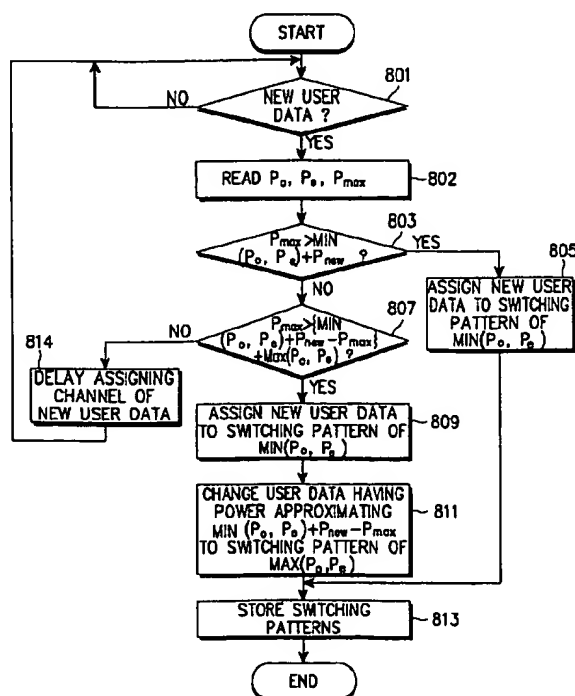 START
801
NEW USER
DATA ?
NO
YES
READ Po, Pe, Pmax
802
803
Pmax>MIN
(Po, Pe)+Pnew ?
YES
NO
805
ASSIGN NEW USER
DATA TO SWITCHING
PATTERN OF
MIN(Po, Pe)
807
Pmax>{MIN
(Po, Pe)+Pnew-Pmax}
+Max(Po, Pe) ?
NO
YES
814
DELAY ASSIGNING
CHANNEL OF
NEW USER DATA
ASSIGN NEW USER DATA
TO SWITCHING PATTERN OF
MIN(Po, Pe)
809
CHANGE USER DATA HAVING
POWER APPROXIMATING
MIN (Po, Pe)+Pnew-Pmax
TO SWITCHING PATTERN OF
MAX(Po,Pe)
811
STORE SWITCHING
PATTERNS
813
END